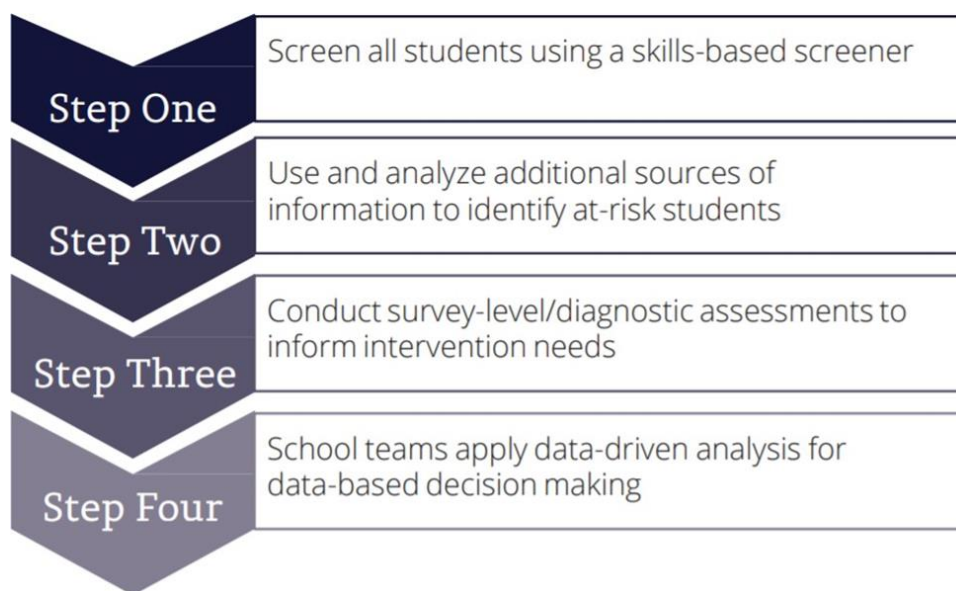 Step One
Screen all students using a skills-based screener
Step Two
Use and analyze additional sources of
information to identify at-risk students
Step Three
Conduct survey-level/diagnostic assessments to
inform intervention needs
Step Four
School teams apply data-driven analysis for
data-based decision making